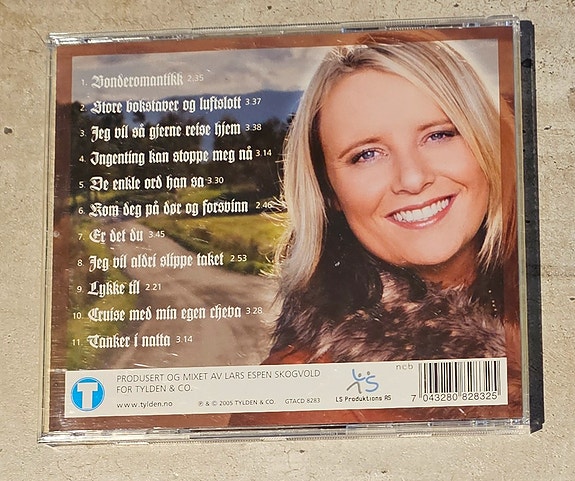 1. Bonderomantikk 2.35
2. Store bokstaver og luftslott 3.37
3. Jeg vil så gjerne reise hjem 3.38
4. Ingenting kan stoppe meg nå 3.14
5. De enkle ord han sa 3.30
6. Kom deg på dør og forsvinn 2.46
7. Er det du 3.45
8. Jeg vil aldri slippe taket 2.53
9. Lykke til 2.21
10. Cruise med min egen cheva 3.28
11. Tanker i natta 3.14
T
PRODUSERT OG MIXET AV LARS ESPEN SKOGVOLD
FOR TYLDEN & CO.
www.tylden.no ℗ & © 2005 TYLDEN & CO. GTACD 8283
LS
LS Produktions AS
ncb
7 043280 828325